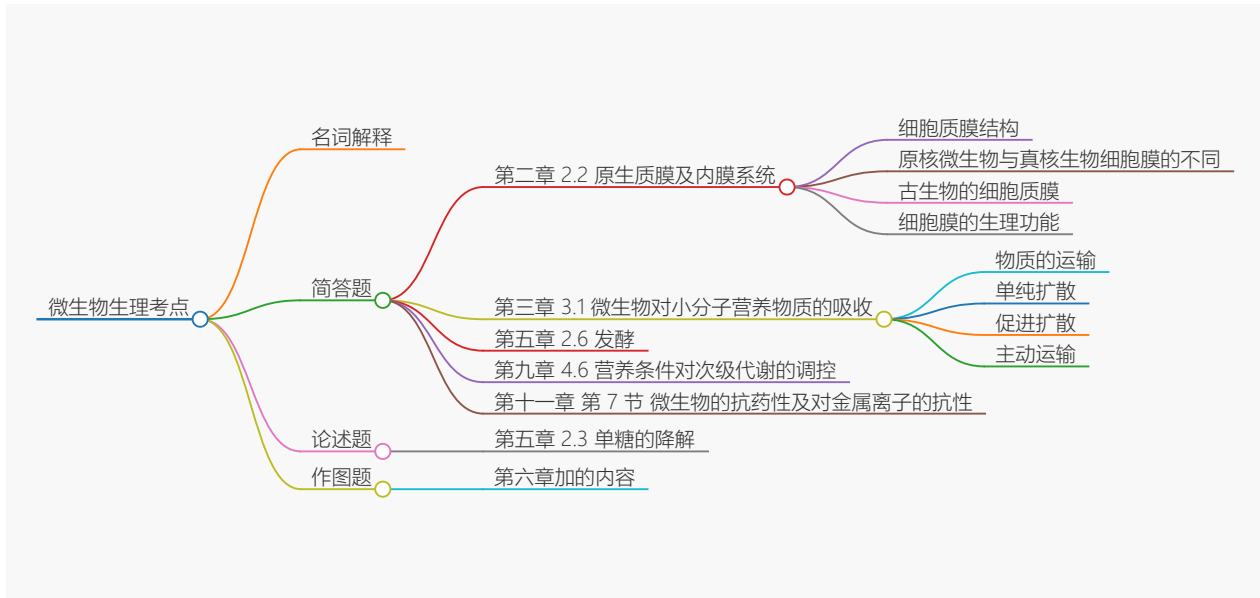 微生物生理考点
名词解释
简答题
第二章 2.2 原生质膜及内膜系统
细胞质膜结构
原核微生物与真核生物细胞膜的不同
古生物的细胞质膜
细胞膜的生理功能
第三章 3.1 微生物对小分子营养物质的吸收
物质的运输
单纯扩散
促进扩散
主动运输
第五章 2.6 发酵
第九章 4.6 营养条件对次级代谢的调控
第十一章 第 7 节 微生物的抗药性及对金属离子的抗性
论述题
第五章 2.3 单糖的降解
作图题
第六章加的内容